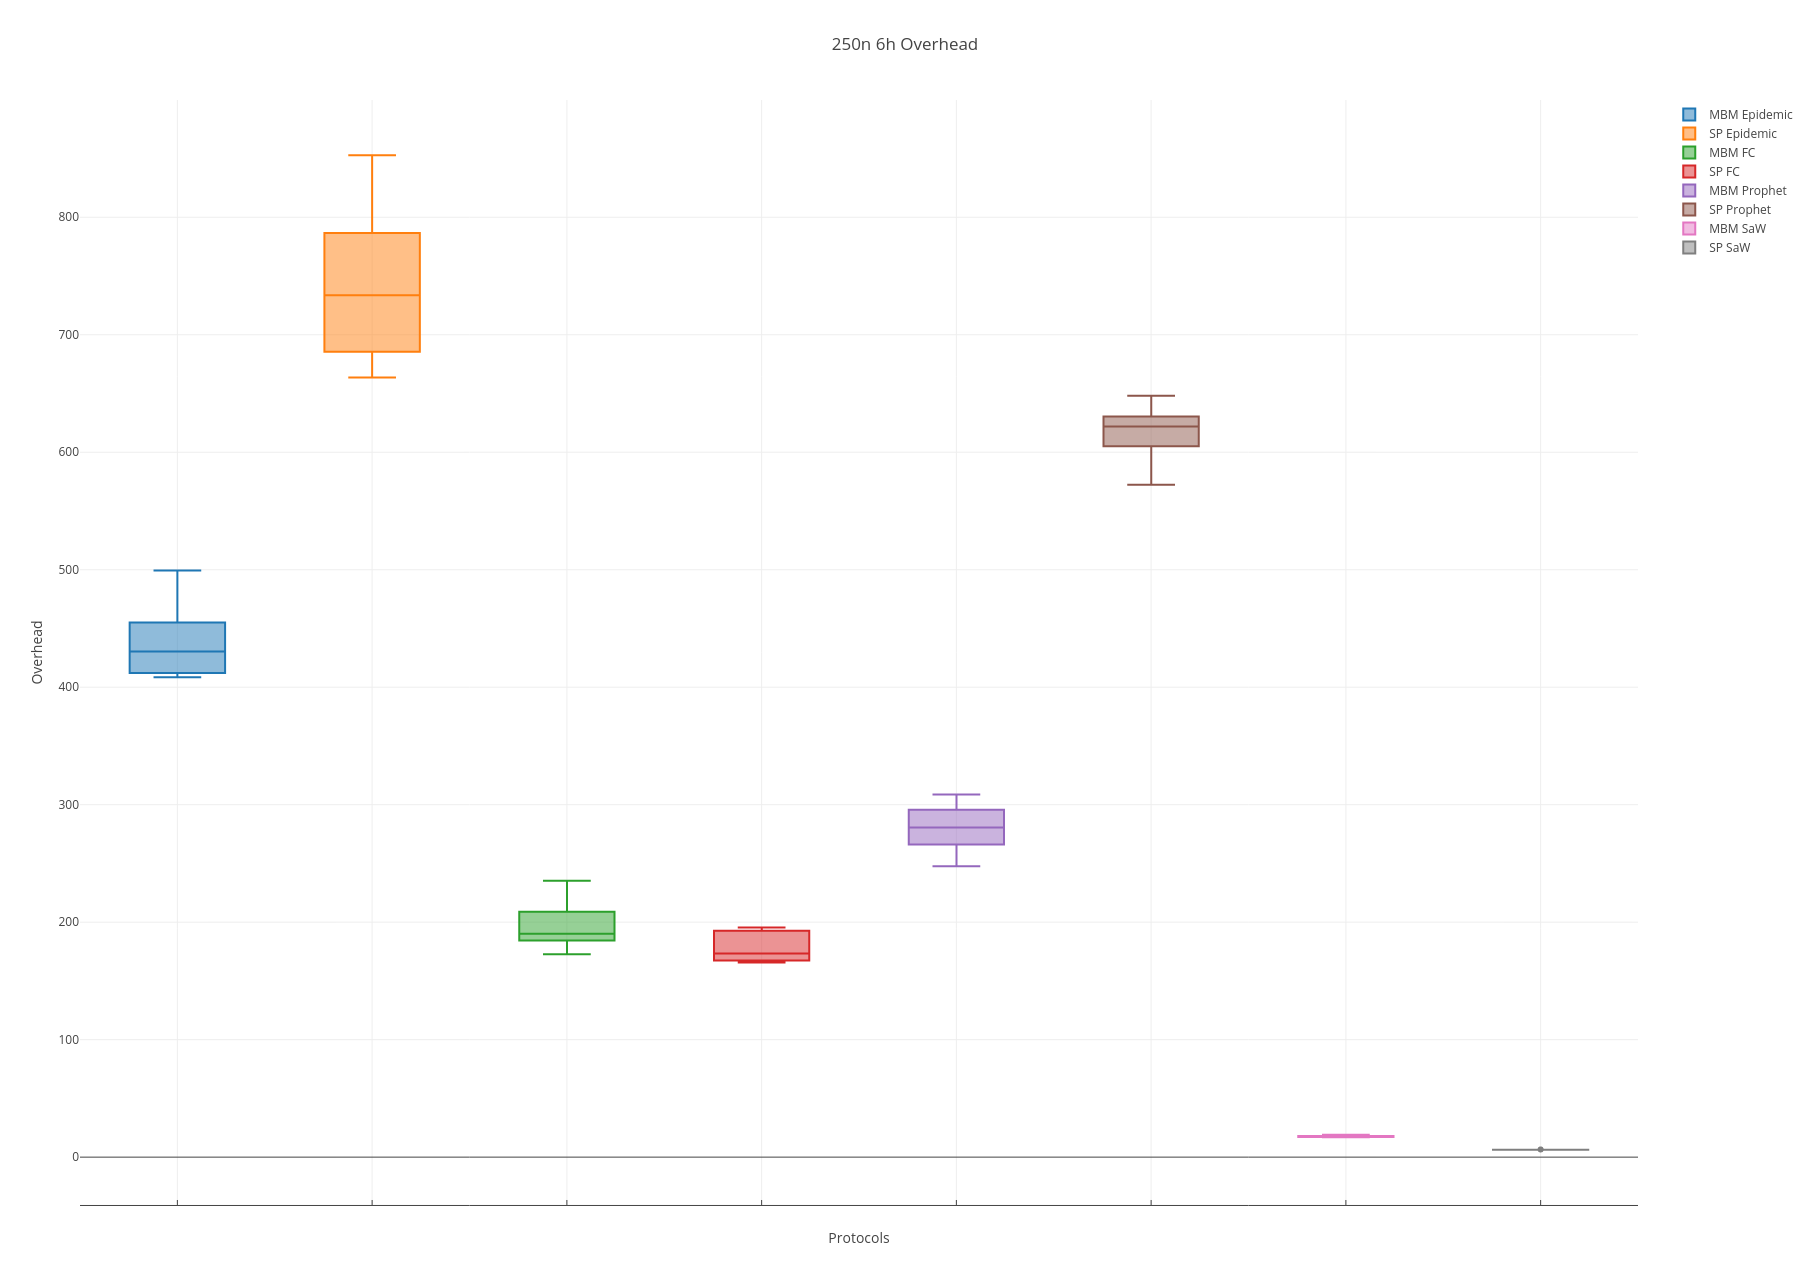 250n 6h Overhead
MBM Epidemic
SP Epidemic
MBM FC
SP FC
MBM Prophet
SP Prophet
MBM SaW
SP SaW
800
700
600
500
400
300
200
100
0
Overhead
Protocols